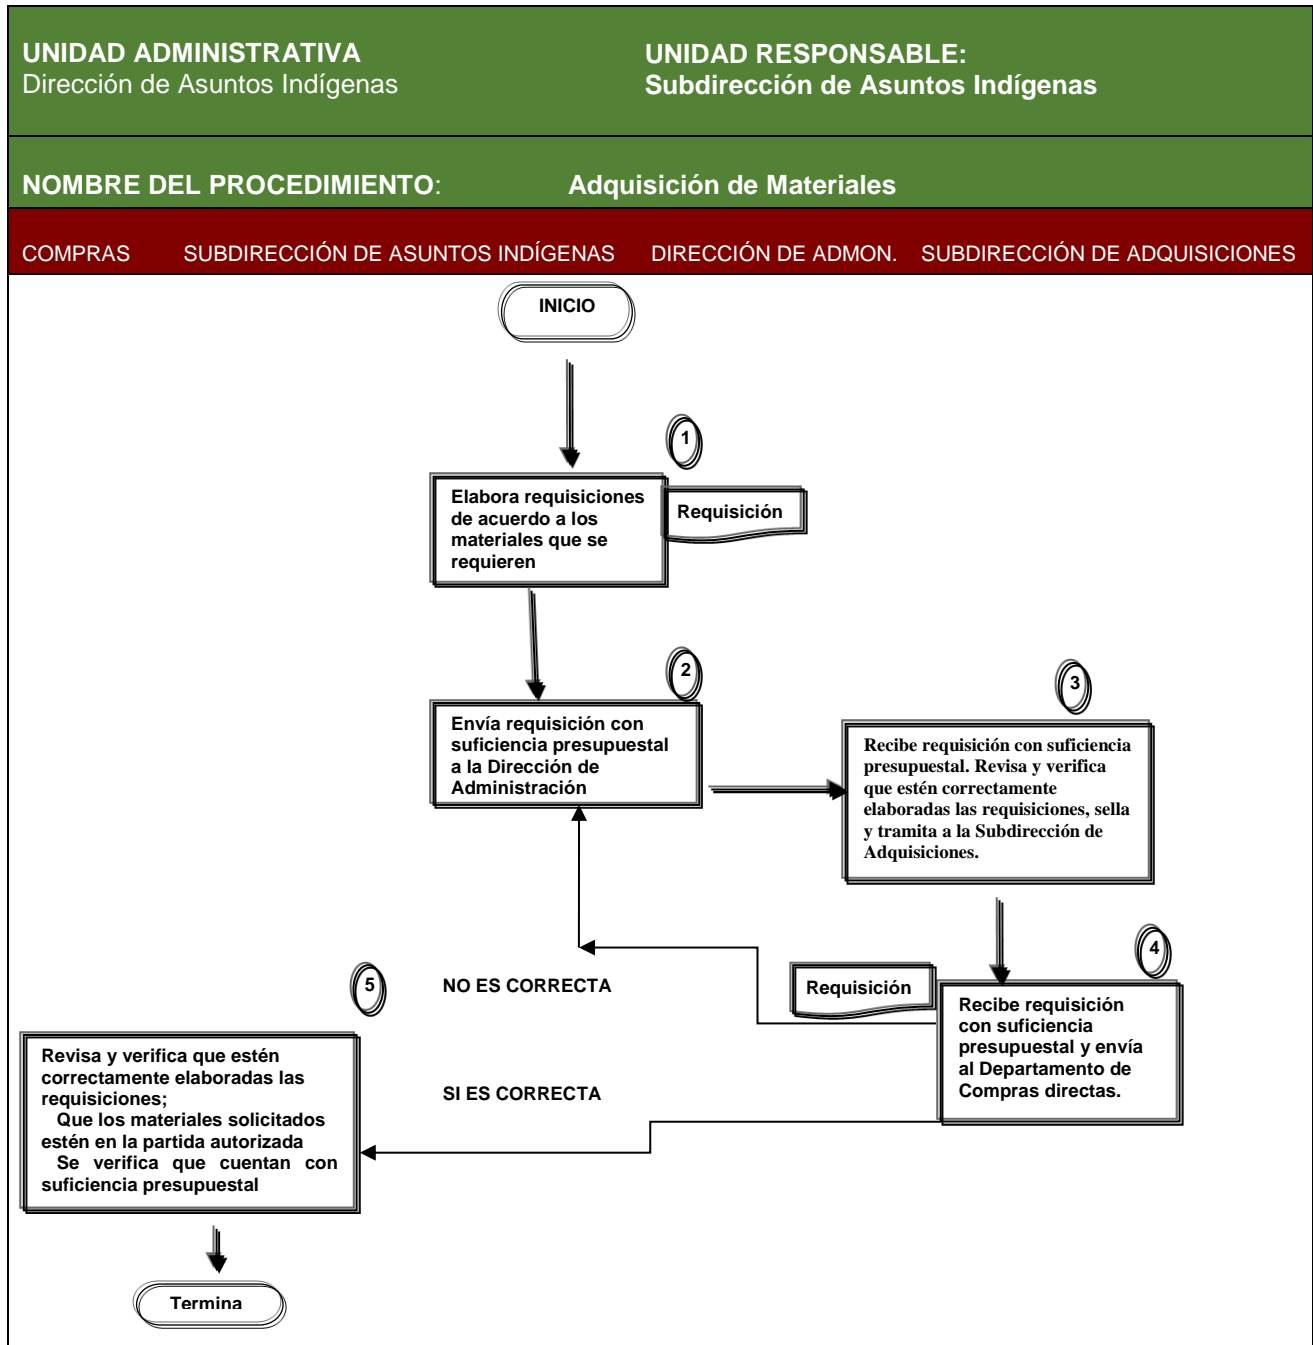 UNIDAD ADMINISTRATIVA
Dirección de Asuntos Indígenas
UNIDAD RESPONSABLE:
Subdirección de Asuntos Indígenas
NOMBRE DEL PROCEDIMIENTO: Adquisición de Materiales
COMPRAS SUBDIRECCIÓN DE ASUNTOS INDÍGENAS DIRECCIÓN DE ADMON. SUBDIRECCIÓN DE ADQUISICIONES
INICIO
1
Elabora requisiciones
de acuerdo a los
materiales que se
requieren
Requisición
2
Envía requisición con
suficiencia presupuestal
a la Dirección de
Administración
3
Recibe requisición con suficiencia
presupuestal. Revisa y verifica
que estén correctamente
elaboradas las requisiciones, sella
y tramita a la Subdirección de
Adquisiciones.
4
Requisición
Recibe requisición
con suficiencia
presupuestal y envía
al Departamento de
Compras directas.
NO ES CORRECTA
SI ES CORRECTA
5
Revisa y verifica que estén
correctamente elaboradas las
requisiciones;
Que los materiales solicitados
estén en la partida autorizada
Se verifica que cuentan con
suficiencia presupuestal
Termina